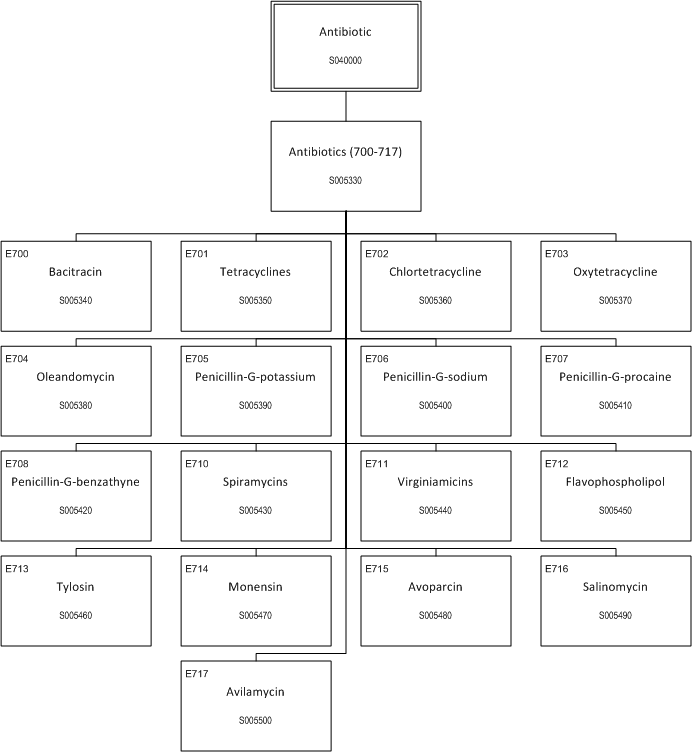 Antibiotic
S040000
Antibiotics (700-717)
S005330
E700
Bacitracin
S005340
E701
Tetracyclines
S005350
E702
Chlortetracycline
S005360
E703
Oxytetracycline
S005370
E704
Oleandomycin
S005380
E705
Penicillin-G-potassium
S005390
E706
Penicillin-G-sodium
S005400
E707
Penicillin-G-procaine
S005410
E708
Penicillin-G-benzathyne
S005420
E710
Spiramycins
S005430
E711
Virginiamicins
S005440
E712
Flavophospholipol
S005450
E713
Tylosin
S005460
E714
Monensin
S005470
E715
Avoparcin
S005480
E716
Salinomycin
S005490
E717
Avilamycin
S005500